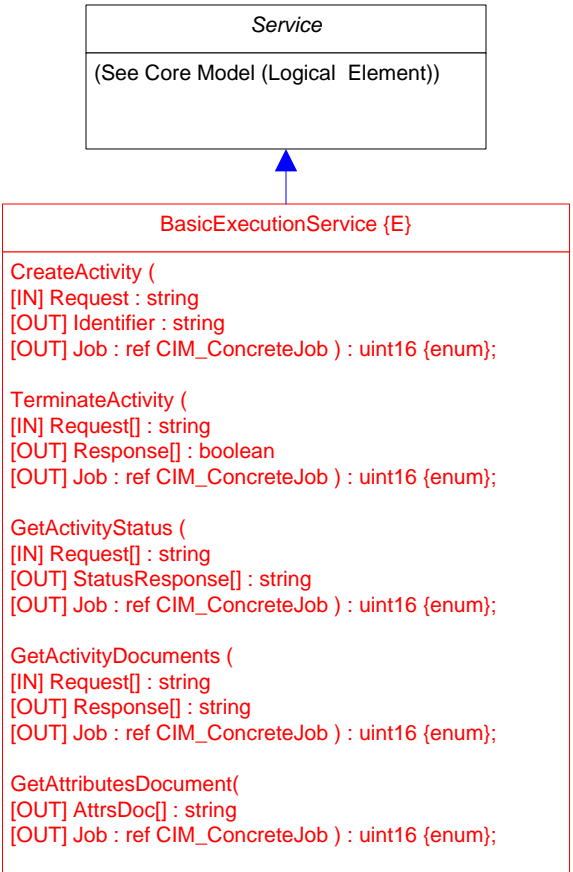 Service
(See Core Model (Logical Element))
BasicExecutionService {E}
CreateActivity (
[IN] Request : string
[OUT] Identifier : string
[OUT] Job : ref CIM_ConcreteJob ) : uint16 {enum};
TerminateActivity (
[IN] Request[] : string
[OUT] Response[] : boolean
[OUT] Job : ref CIM_ConcreteJob ) : uint16 {enum};
GetActivityStatus (
[IN] Request[] : string
[OUT] StatusResponse[] : string
[OUT] Job : ref CIM_ConcreteJob ) : uint16 {enum};
GetActivityDocuments (
[IN] Request[] : string
[OUT] Response[] : string
[OUT] Job : ref CIM_ConcreteJob ) : uint16 {enum};
GetAttributesDocument(
[OUT] AttrsDoc[] : string
[OUT] Job : ref CIM_ConcreteJob ) : uint16 {enum};